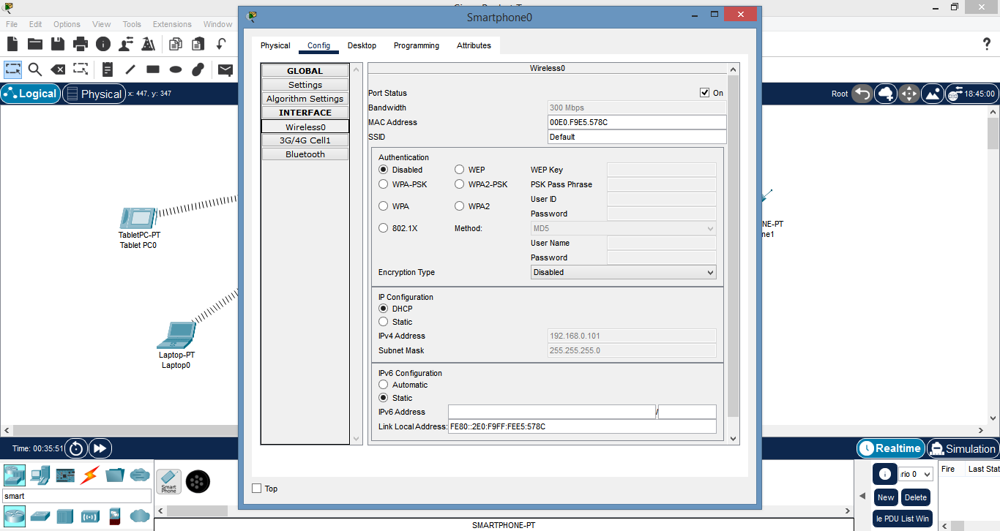 Smartphone0
File Edit Options View Tools Extensions Window
Physical Config Desktop Programming Attributes
Logical Physical x: 447, y: 347
Root 18:45:00
GLOBAL
Settings
Algorithm Settings
INTERFACE
Wireless0
3G/4G Cell1
Bluetooth
Wireless0
Port Status On
Bandwidth 300 Mbps
MAC Address 00E0.F9E5.578C
SSID Default
Authentication
Disabled WEP WEP Key
WPA-PSK WPA2-PSK PSK Pass Phrase
User ID
WPA WPA2
Password
802.1X Method: MD5
User Name
Password
Encryption Type Disabled
IP Configuration
DHCP
Static
IPv4 Address 192.168.0.101
Subnet Mask 255.255.255.0
IPv6 Configuration
Automatic
Static
IPv6 Address /
Link Local Address: FE80::2E0:F9FF:FEE5:578C
Top
TabletPC-PT
Tablet PC0
Laptop-PT
Laptop0
NE-PT
ne1
Time: 00:35:51
Realtime Simulation
smart
Smart
Phone
SMARTPHONE-PT
rio 0
New Delete
le PDU List Win
Fire Last Stat